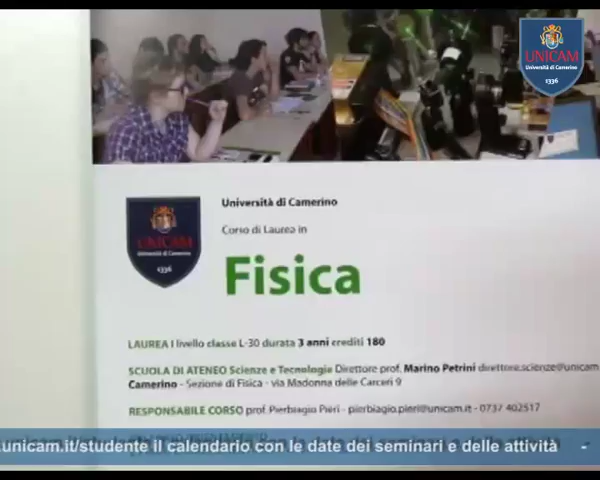 UNICAM
Università di Camerino
1336
Università di Camerino
Corso di Laurea in
Fisica
UNICAM
Università di Camerino
1336
LAUREA I livello classe L-30 durata 3 anni crediti 180
SCUOLA DI ATENEO Scienze e Tecnologie Direttore prof. Marino Petrini direttore.scienze@unicam
Camerino - Sezione di Fisica - via Madonna delle Carceri 9
RESPONSABILE CORSO prof. Pierbiagio Pieri - pierbiagio.pieri@unicam.it - 0737 402517
.unicam.it/studente il calendario con le date dei seminari e delle attività -